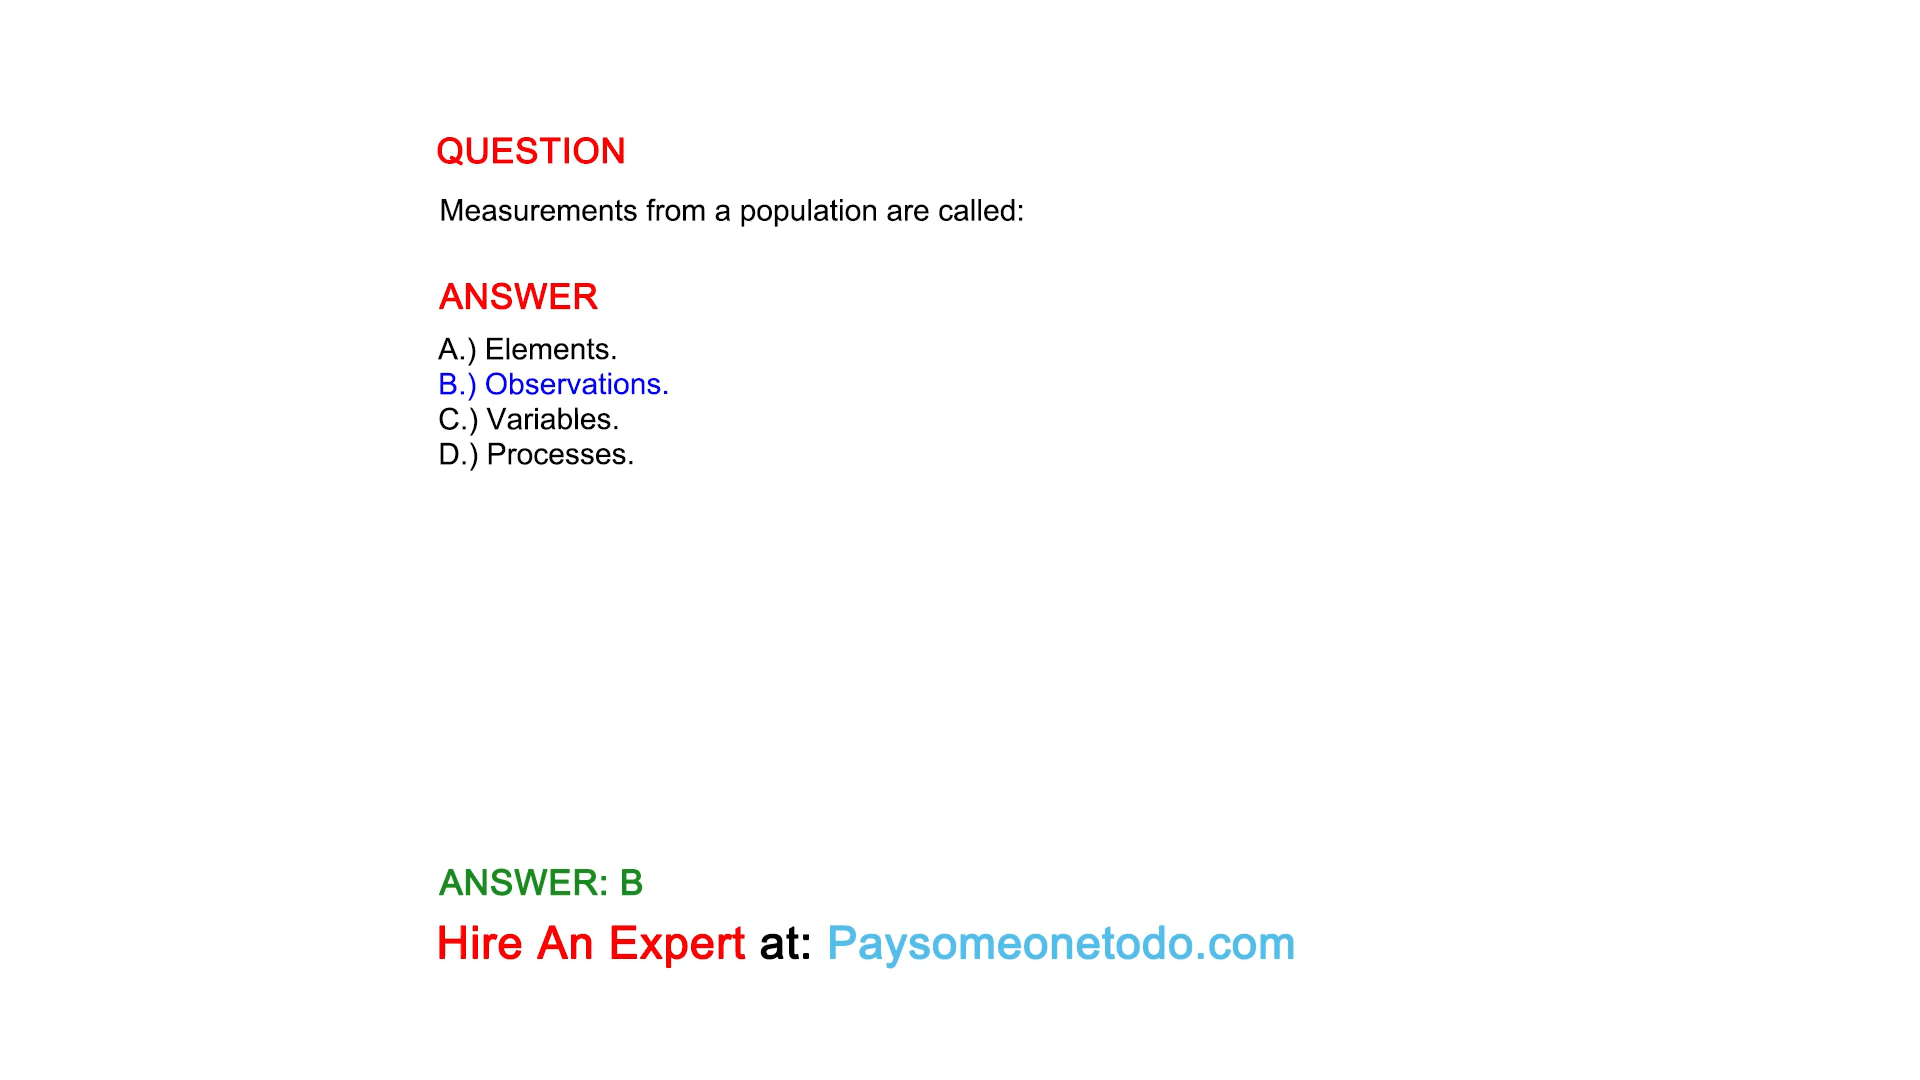 QUESTION
Measurements from a population are called:
ANSWER
A.) Elements.
B.) Observations.
C.) Variables.
D.) Processes.
ANSWER: B
Hire An Expert at: Paysomeonetodo.com